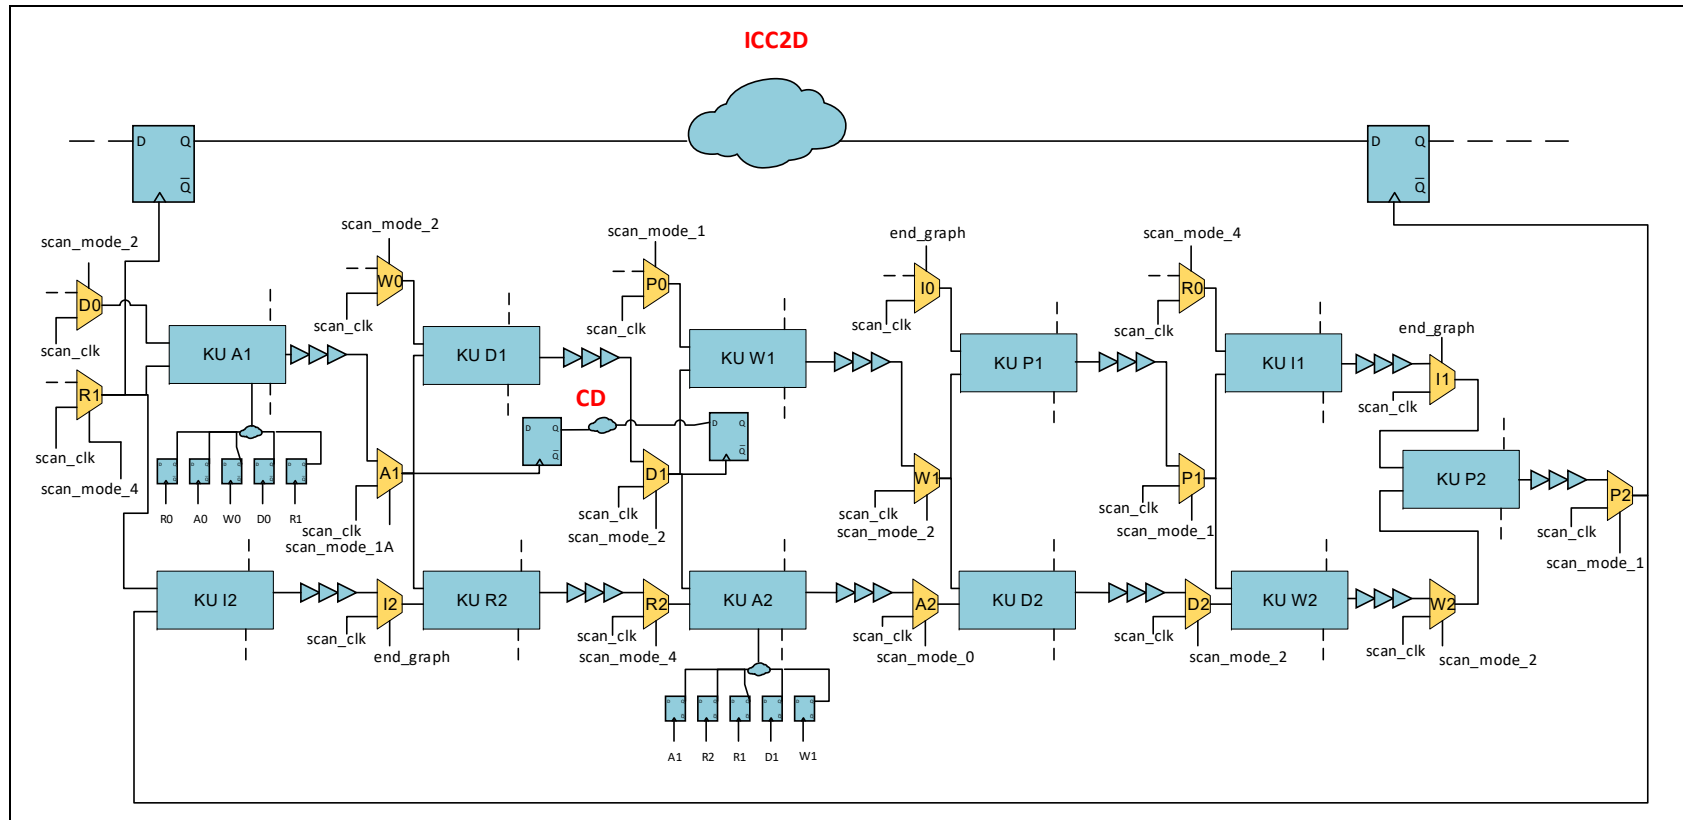 ICC2D
D Q
Q
D Q
Q
scan_mode_2
scan_mode_2
scan_mode_1
end_graph
scan_mode_4
D0
W0
P0
I0
R0
scan_clk
scan_clk
scan_clk
scan_clk
scan_clk
end_graph
KU A1
KU D1
KU W1
KU P1
KU I1
I1
R1
CD
scan_clk
D Q
Q
D Q
Q
scan_clk
scan_mode_4
A1
D1
W1
P1
KU P2
P2
R0 A0 W0 D0 R1
scan_clk
scan_mode_1A
scan_clk
scan_mode_2
scan_clk
scan_mode_2
scan_clk
scan_mode_1
scan_clk
scan_mode_1
KU I2
I2
KU R2
R2
KU A2
A2
KU D2
D2
KU W2
W2
scan_clk
scan_clk
scan_clk
scan_clk
scan_clk
end_graph
scan_mode_4
scan_mode_0
scan_mode_2
scan_mode_2
A1 R2 R1 D1 W1